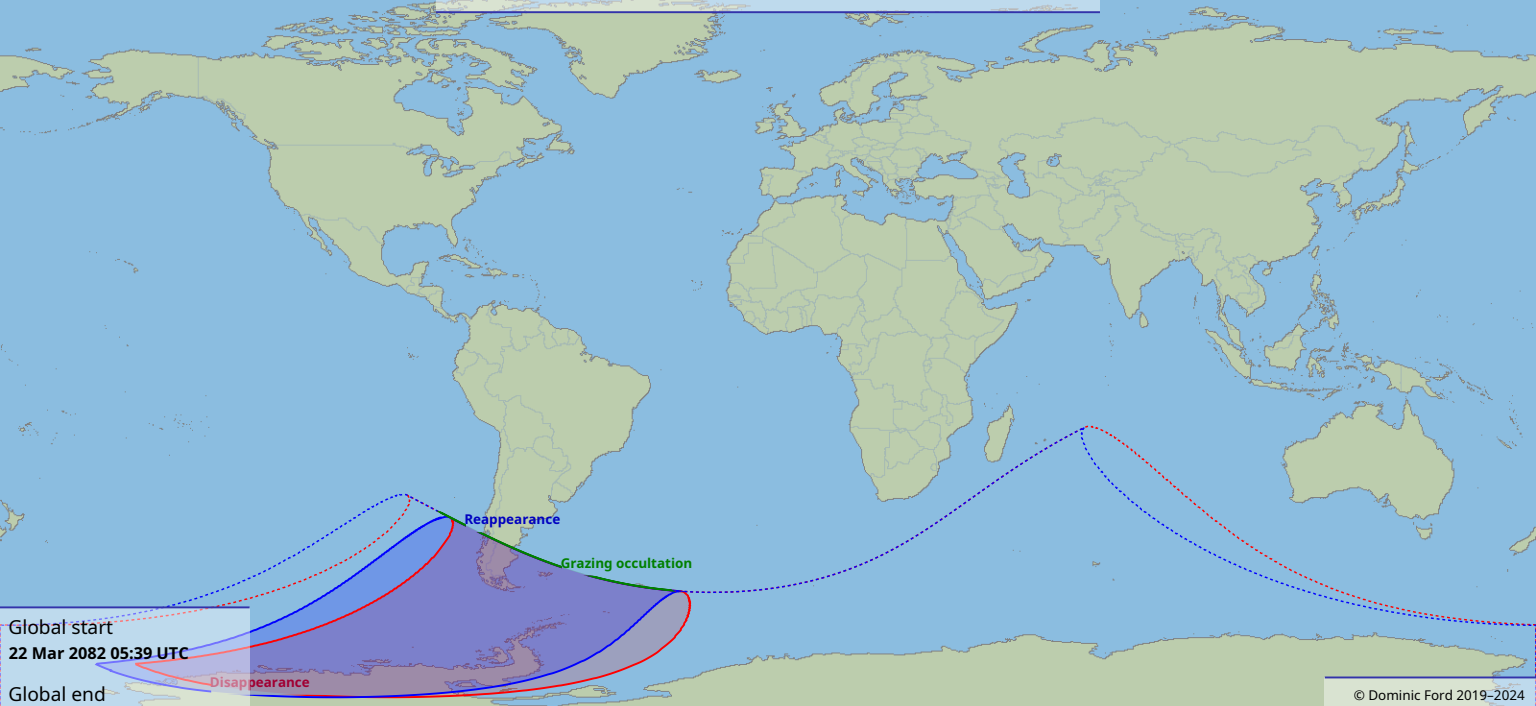 Reappearance
Grazing occultation
Global start
22 Mar 2082 05:39 UTC
Disappearance
Global end
© Dominic Ford 2019–2024